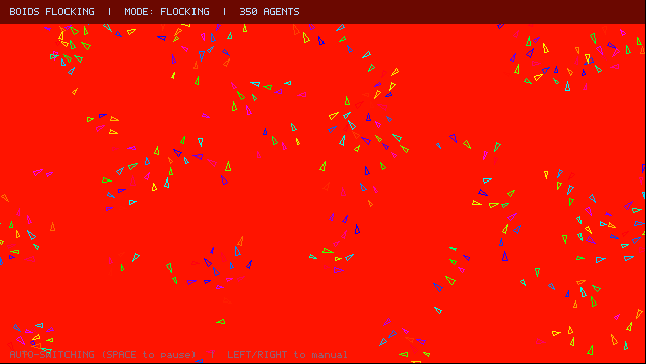 BOIDS FLOCKING | MODE: FLOCKING | 350 AGENTS
AUTO-SWITCHING (SPACE to pause) | LEFT/RIGHT to manual